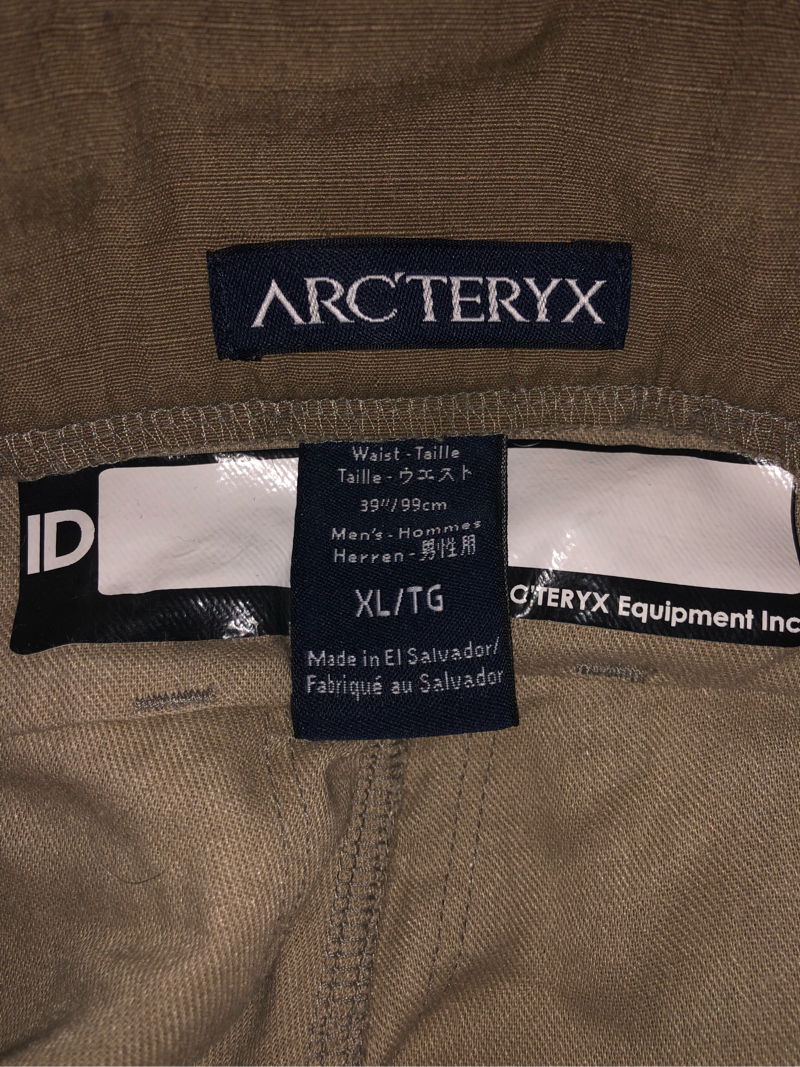 ARC'TERYX
ID
Waist - Taille
Taille - ウエスト
39"/99cm
Men's - Hommes
Herren - 男性用
XL/TG
Made in El Salvador/
Fabriqué au Salvador
C'TERYX Equipment Inc